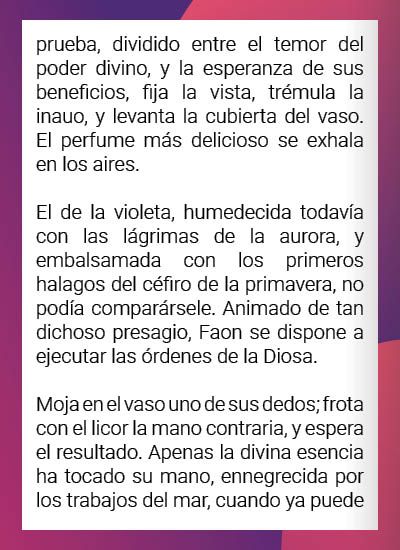 prueba, dividido entre el temor del
poder divino, y la esperanza de sus
beneficios, fija la vista, trémula la
inauo, y levanta la cubierta del vaso.
El perfume más delicioso se exhala
en los aires.
El de la violeta, humedecida todavía
con las lágrimas de la aurora, y
embalsamada con los primeros
halagos del céfiro de la primavera, no
podía comparársele. Animado de tan
dichoso presagio, Faon se dispone a
ejecutar las órdenes de la Diosa.
Moja en el vaso uno de sus dedos; frota
con el licor la mano contraria, y espera
el resultado. Apenas la divina esencia
ha tocado su mano, ennegrecida por
los trabajos del mar, cuando ya puede